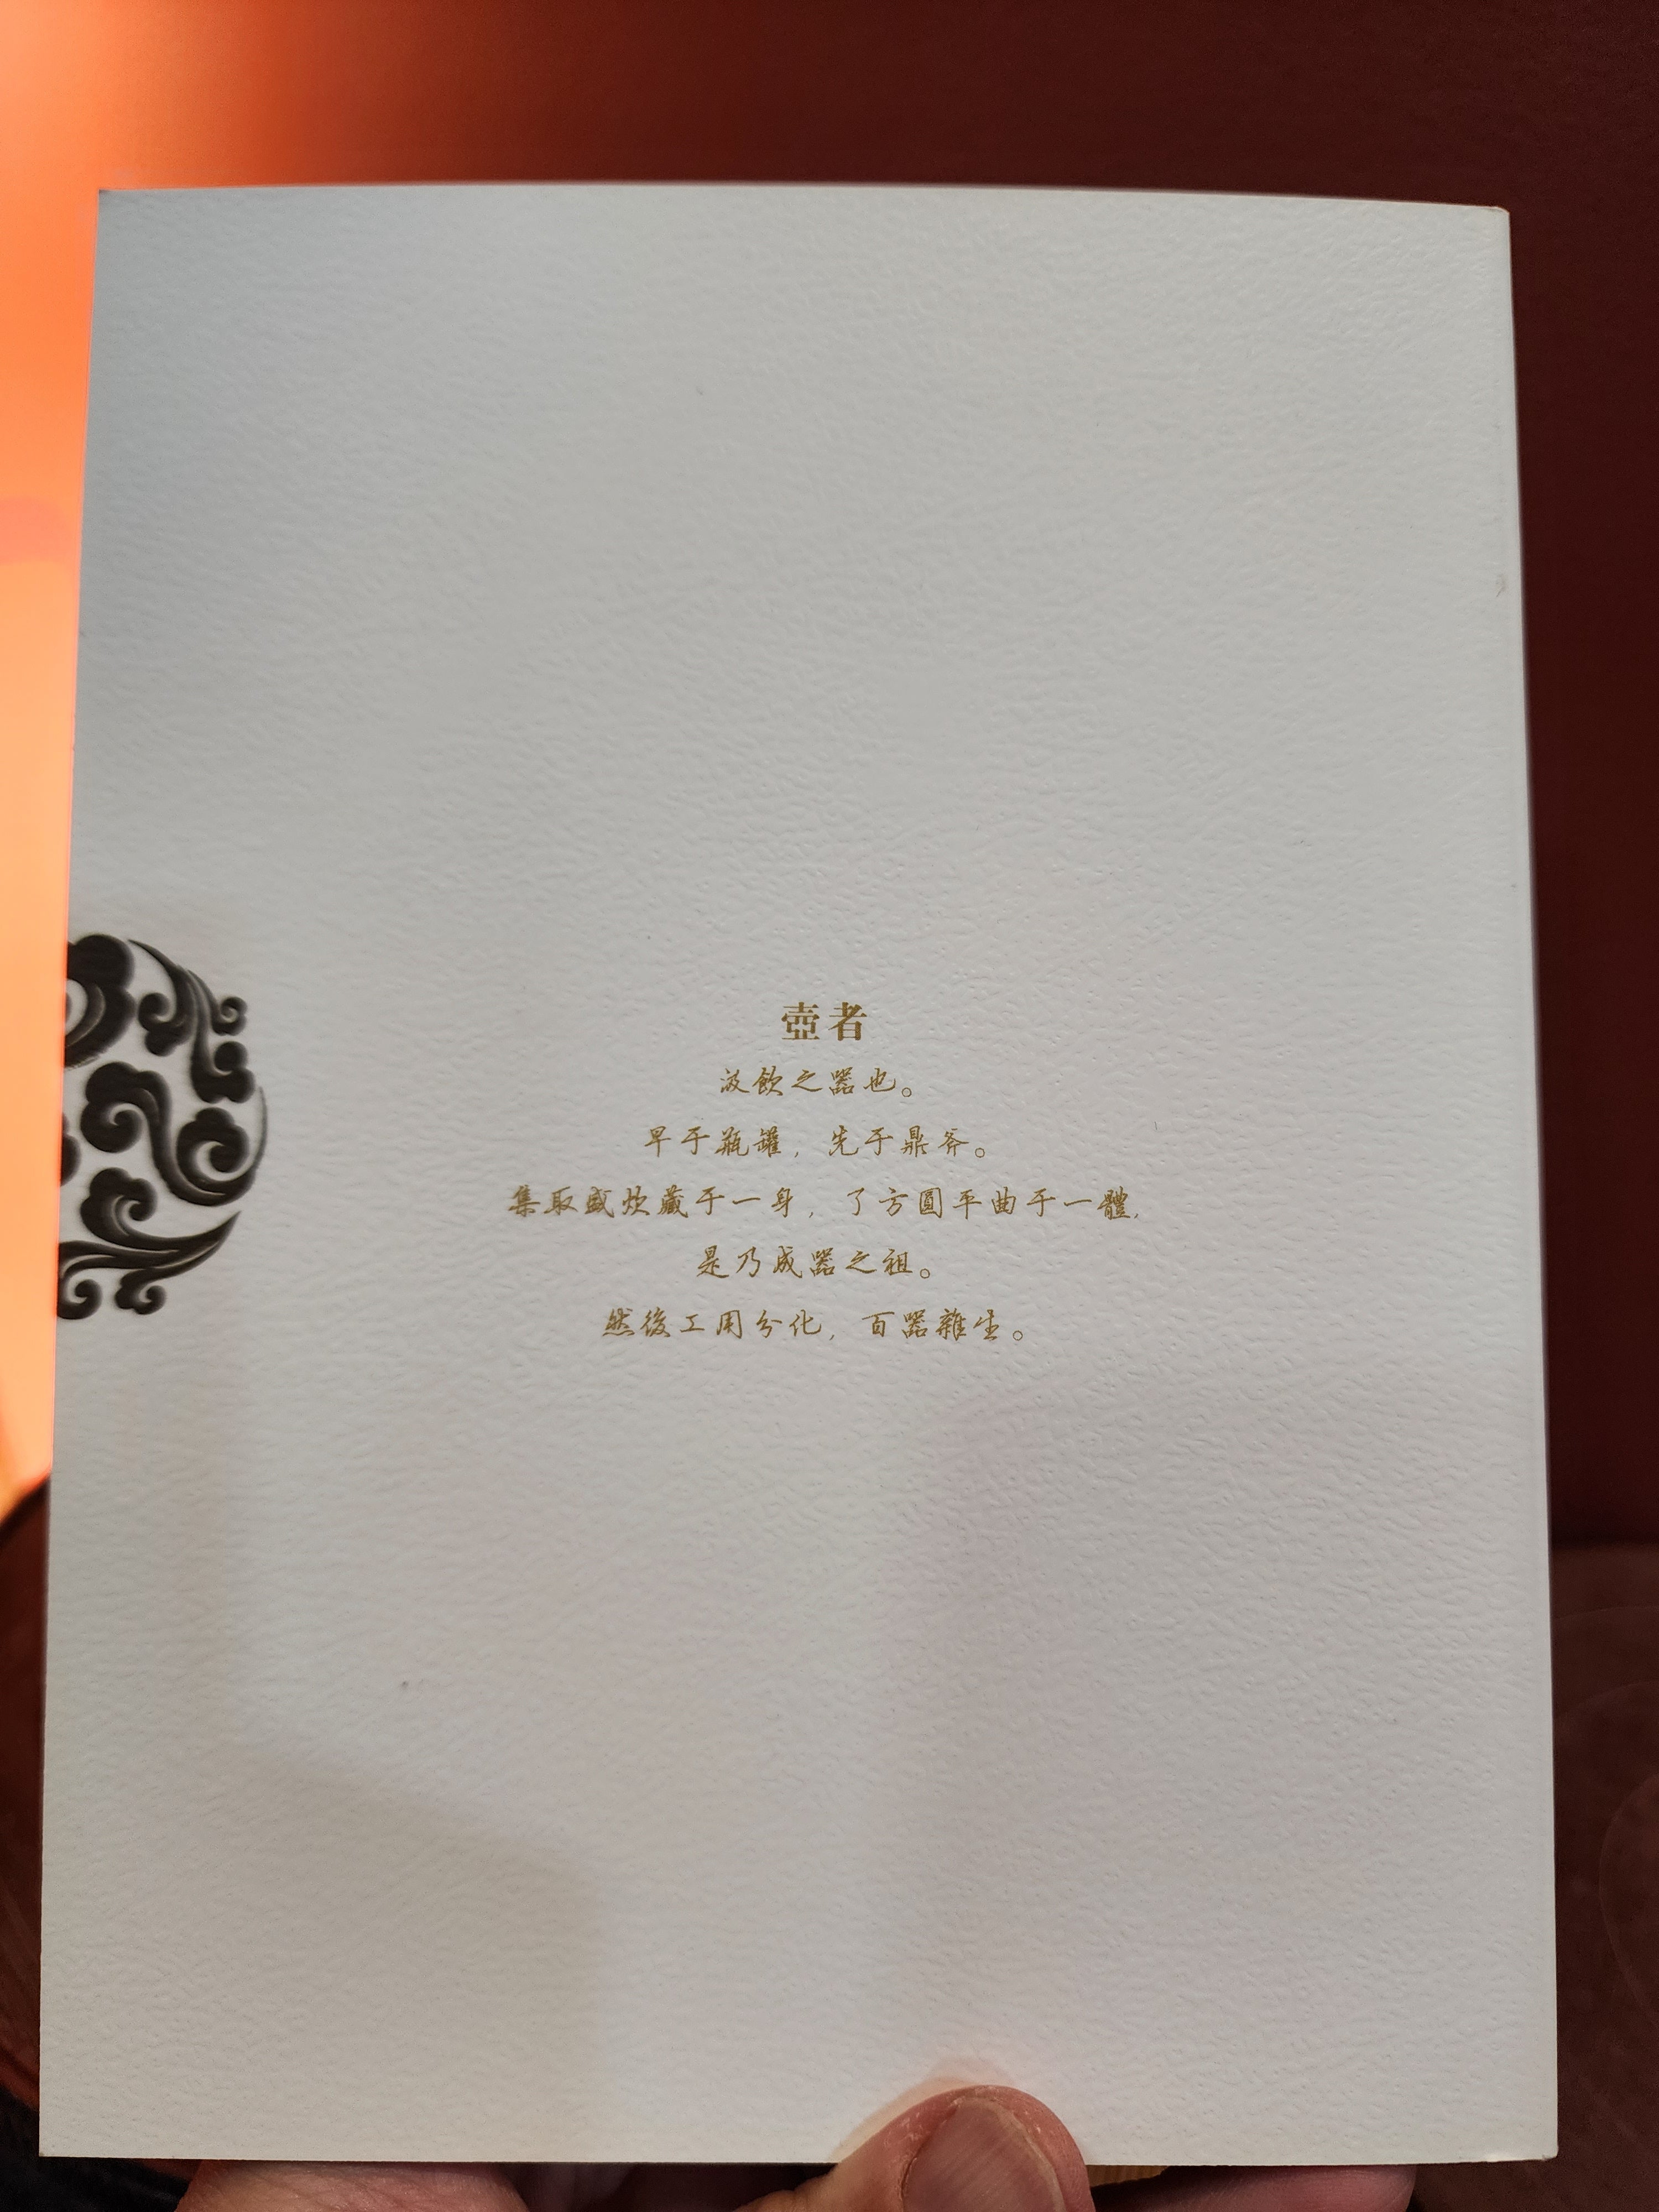 壺者
汲飲之器也。
早于瓶罐，先于鼎斧。
集取盛炊藏于一身，了方圓平曲于一體，
是乃成器之祖。
然後工用分化，百器雜生。